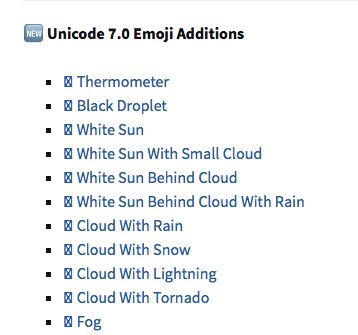 NEW Unicode 7.0 Emoji Additions
Thermometer
Black Droplet
White Sun
White Sun With Small Cloud
White Sun Behind Cloud
White Sun Behind Cloud With Rain
Cloud With Rain
Cloud With Snow
Cloud With Lightning
Cloud With Tornado
Fog